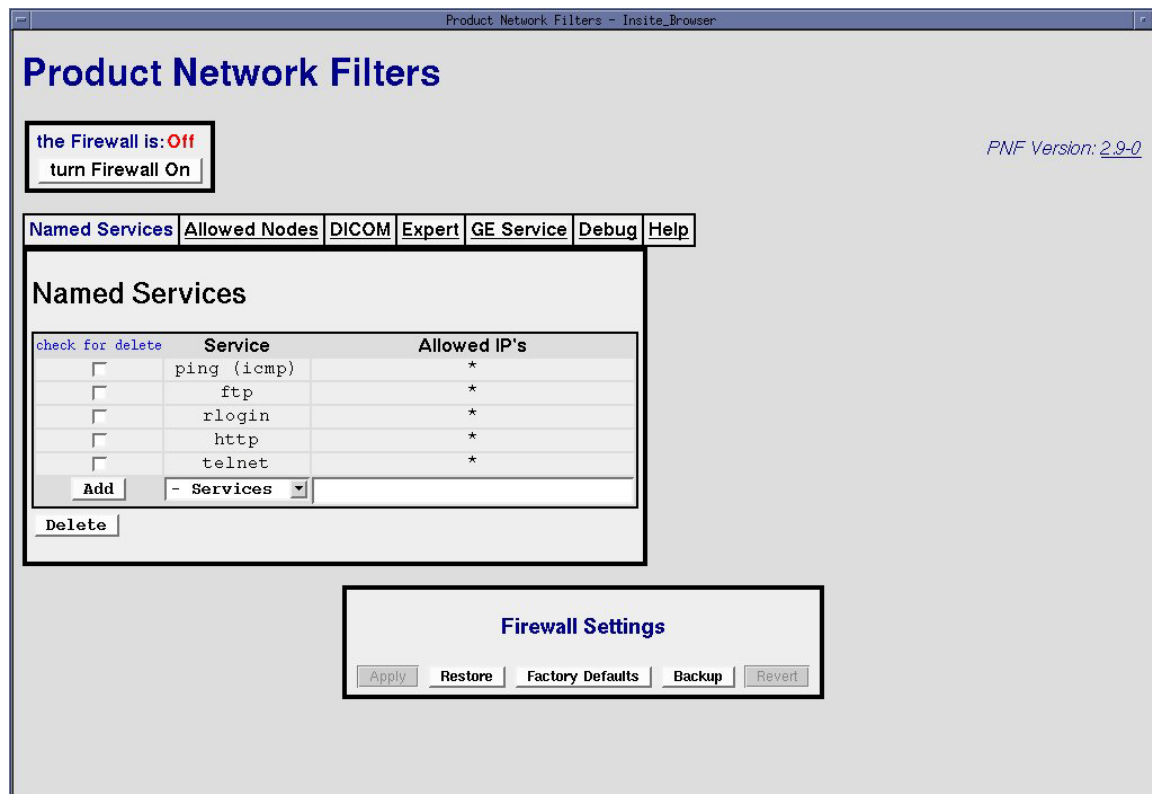 Product Network Filters - Insite_Browser
Product Network Filters
the Firewall is: Off
turn Firewall On
PNF Version: 2.9-0
Named Services Allowed Nodes DICOM Expert GE Service Debug Help
Named Services
check for delete Service Allowed IP's
ping (icmp) *
ftp *
rlogin *
http *
telnet *
Add - Services
Delete
Firewall Settings
Apply Restore Factory Defaults Backup Revert